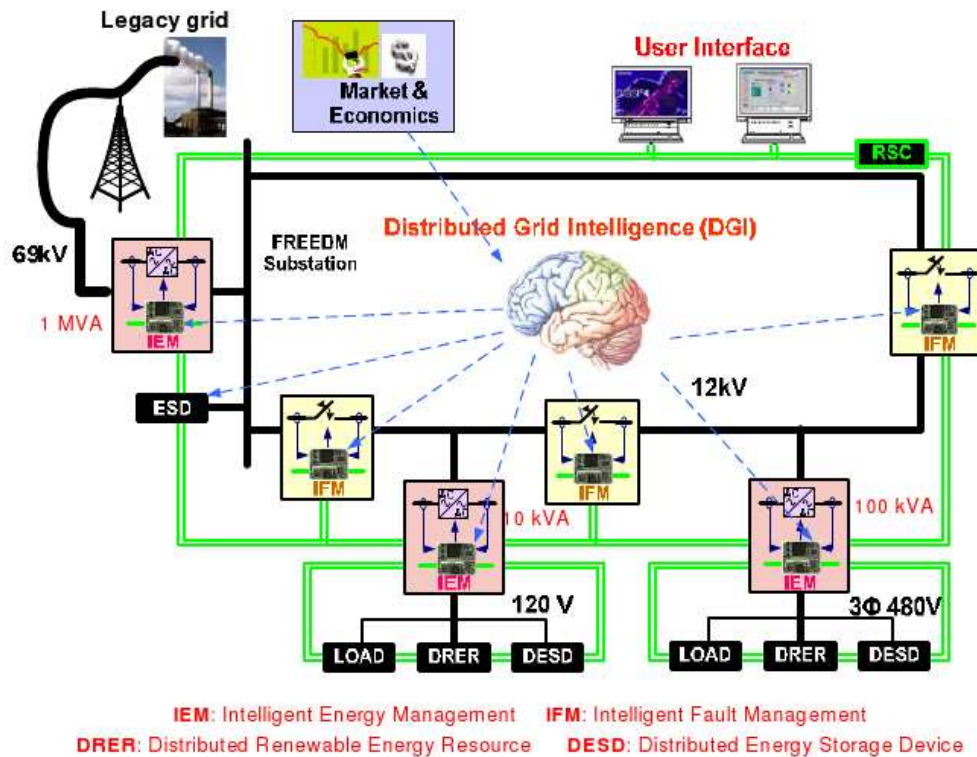 Legacy grid
Market &
Economics
User Interface
RSC
69kV
FREEDM
Substation
Distributed Grid Intelligence (DGI)
1 MVA
IEM
IFM
12kV
ESD
IFM
IFM
10 kVA
100 kVA
IEM
IEM
120 V
3Φ 480V
LOAD
DRER
DESD
LOAD
DRER
DESD
IEM: Intelligent Energy Management IFM: Intelligent Fault Management
DRER: Distributed Renewable Energy Resource DESD: Distributed Energy Storage Device